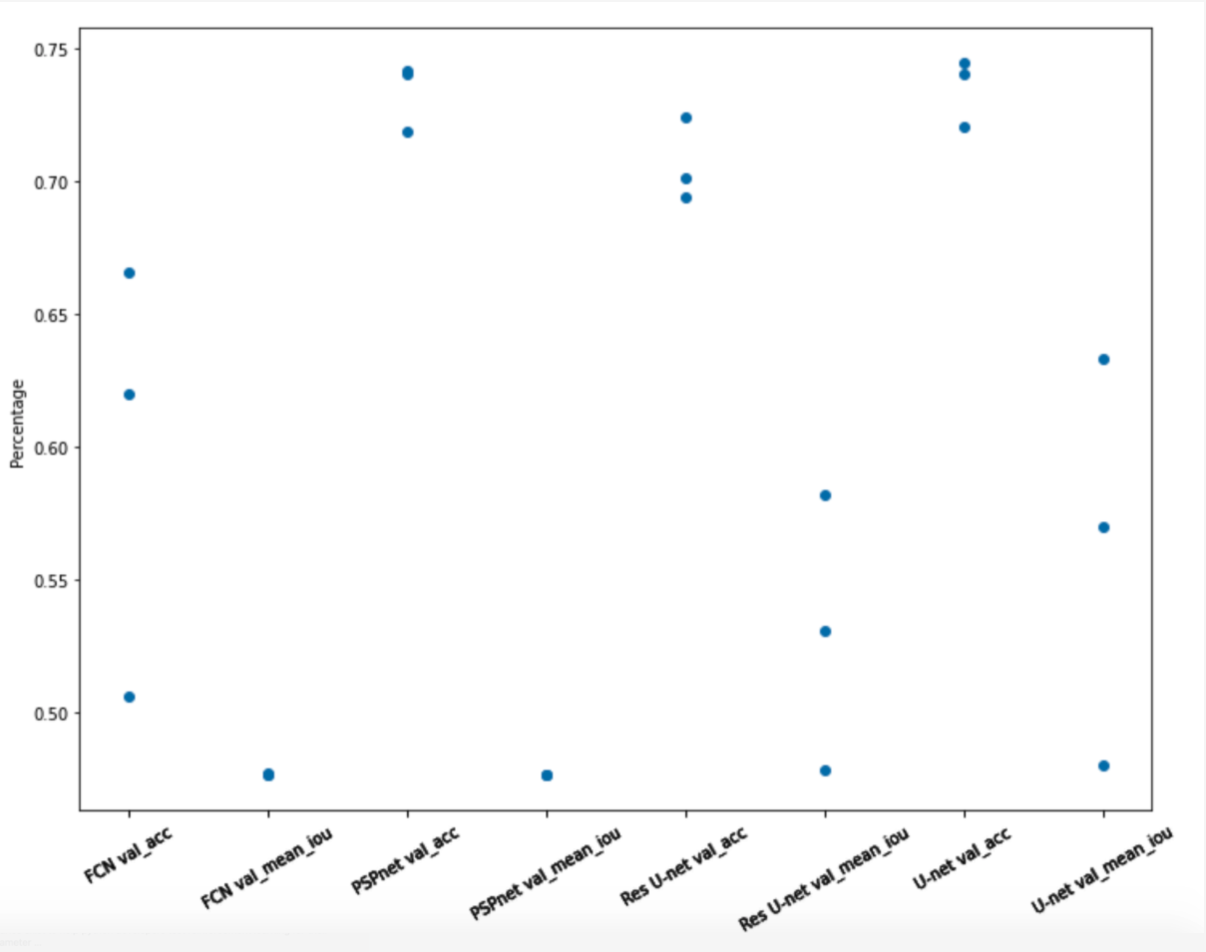 0.75
0.70
0.65
0.60
0.55
0.50
Percentage
FCN val_acc
FCN val_mean_iou
PSPnet val_acc
PSPnet val_mean_iou
Res U-net val_acc
Res U-net val_mean_iou
U-net val_acc
U-net val_mean_iou